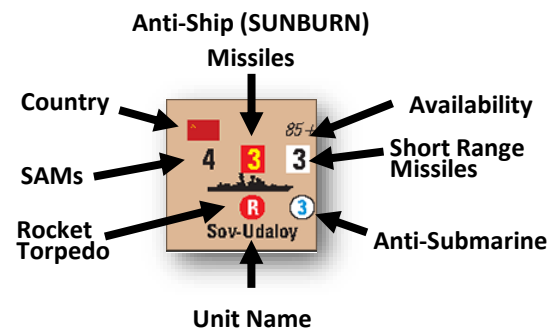 Anti-Ship (SUNBURN)
Missiles
Country
Availability
85+
SAMs
4 3 3
Short Range
Missiles
Rocket
Torpedo
R 3
Anti-Submarine
Sov-Udaloy
Unit Name